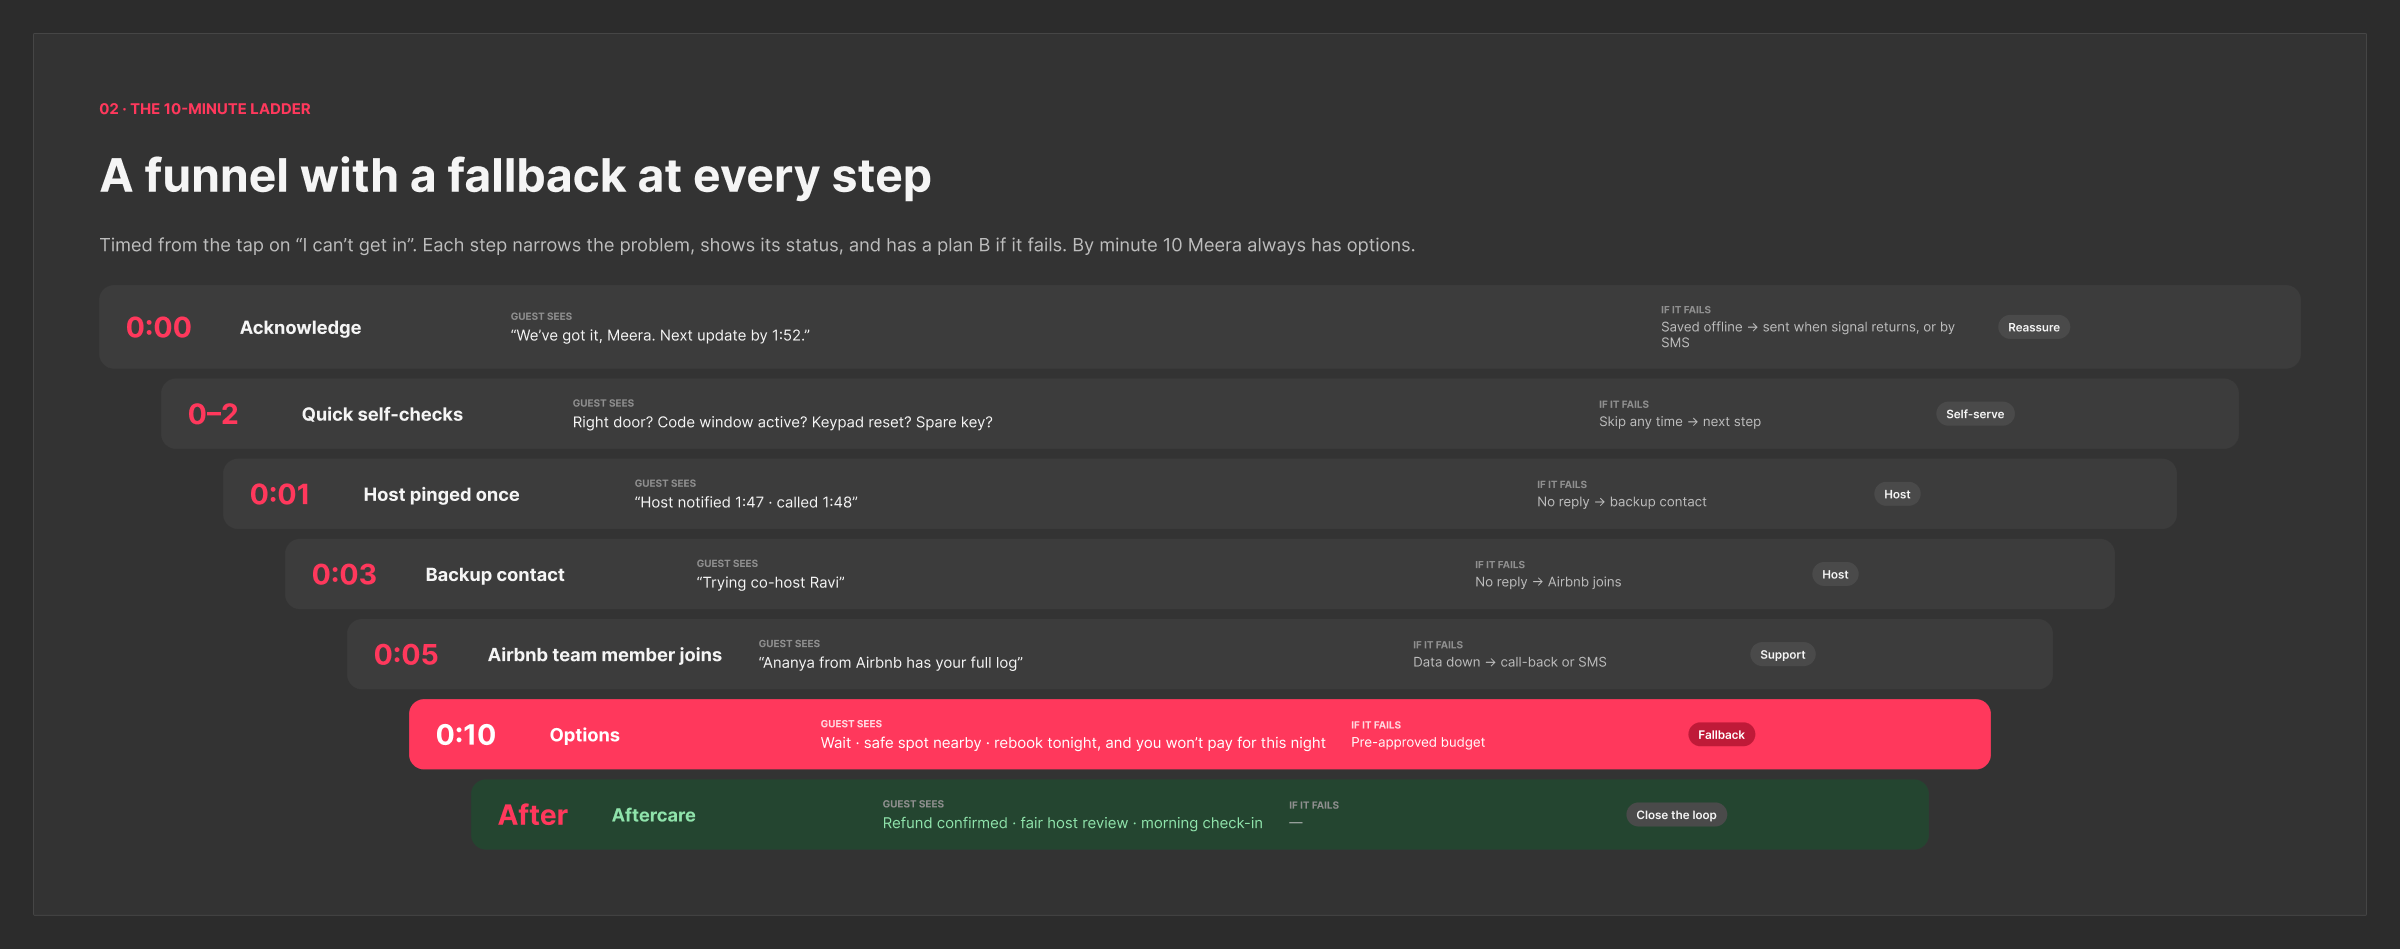 02 · THE 10-MINUTE LADDER
A funnel with a fallback at every step
Timed from the tap on “I can’t get in”. Each step narrows the problem, shows its status, and has a plan B if it fails. By minute 10 Meera always has options.
0:00
Acknowledge
GUEST SEES
“We’ve got it, Meera. Next update by 1:52.”
IF IT FAILS
Saved offline → sent when signal returns, or by
SMS
Reassure
0–2
Quick self-checks
GUEST SEES
Right door? Code window active? Keypad reset? Spare key?
IF IT FAILS
Skip any time → next step
Self-serve
0:01
Host pinged once
GUEST SEES
“Host notified 1:47 · called 1:48”
IF IT FAILS
No reply → backup contact
Host
0:03
Backup contact
GUEST SEES
“Trying co-host Ravi”
IF IT FAILS
No reply → Airbnb joins
Host
0:05
Airbnb team member joins
GUEST SEES
“Ananya from Airbnb has your full log”
IF IT FAILS
Data down → call-back or SMS
Support
0:10
Options
GUEST SEES
Wait · safe spot nearby · rebook tonight, and you won’t pay for this night
IF IT FAILS
Pre-approved budget
Fallback
After
Aftercare
GUEST SEES
Refund confirmed · fair host review · morning check-in
IF IT FAILS
—
Close the loop